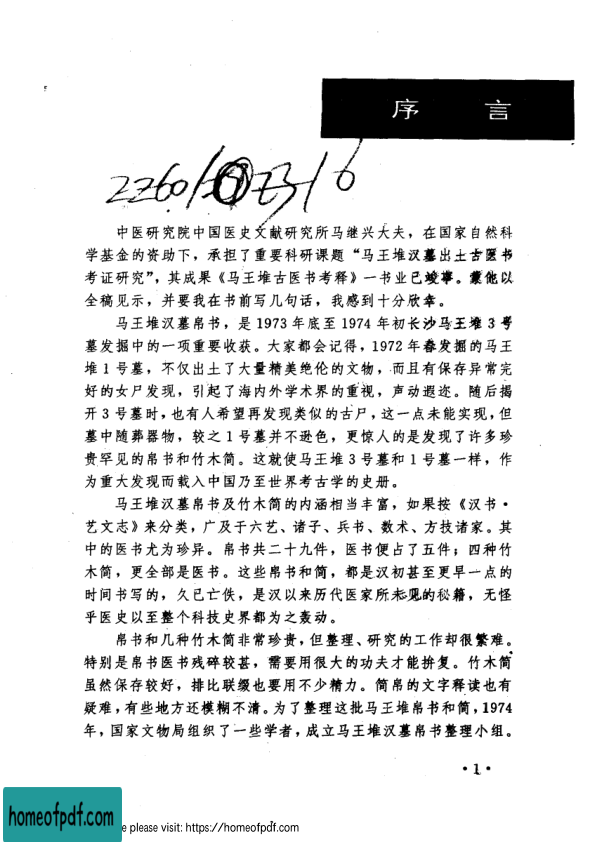 序 言
中医研究院中国医史文献研究所马继兴大夫，在国家自然科
学基金的资助下，承担了重要科研课题“马王堆汉墓出土古医书
考证研究”，其成果《马王堆古医书考释》一书业已竣事。蒙他以
全稿见示，并要我在书前写几句话，我感到十分欣幸。
马王堆汉墓帛书，是1973年底至1974年初长沙马王堆3号
墓发掘中的一项重要收获。大家都会记得，1972年春发掘的马王
堆1号墓，不仅出土了大量精美绝伦的文物，而且有保存异常完
好的女尸发现，引起了海内外学术界的重视，声动遐迩。随后揭
开3号墓时，也有人希望再发现类似的古尸，这一点未能实现，但
墓中随葬器物，较之1号墓并不逊色，更惊人的是发现了许多珍
贵罕见的帛书和竹木简。这就使马王堆3号墓和1号墓一样，作
为重大发现而载入中国乃至世界考古学的史册。
马王堆汉墓帛书及竹木简的内涵相当丰富，如果按《汉书·
艺文志》来分类，广及于六艺、诸子、兵书、数术、方技诸家。其
中的医书尤为珍异。帛书共二十九件，医书便占了五件；四种竹
木简，更全部是医书。这些帛书和简，都是汉初甚至更早一点的
时间书写的，久已亡佚，是汉以来历代医家所未见的秘籍，无怪
乎医史以至整个科技史界都为之轰动。
帛书和几种竹木简非常珍贵，但整理、研究的工作却很繁难。
特别是帛书医书残碎较甚，需要用很大的功夫才能拚复。竹木简
虽然保存较好，排比联缀也要用不少精力。简帛的文字释读也有
疑难，有些地方还模糊不清。为了整理这批马王堆帛书和简，1974
年，国家文物局组织了一些学者，成立马王堆汉墓帛书整理小组。
·1·
homeofpdf.com
e please visit: https://homeofpdf.com